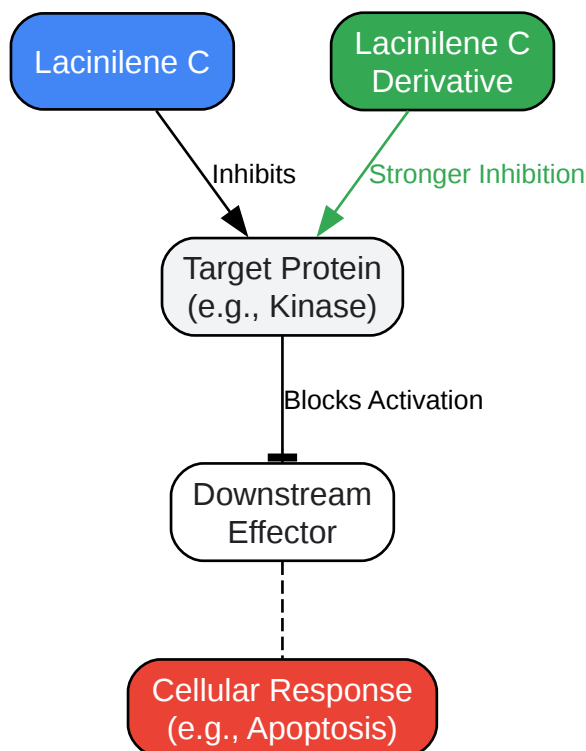 Lacinilene C
Lacinilene C
Derivative
Inhibits
Stronger Inhibition
Target Protein
(e.g., Kinase)
Blocks Activation
Downstream
Effector
Cellular Response
(e.g., Apoptosis)